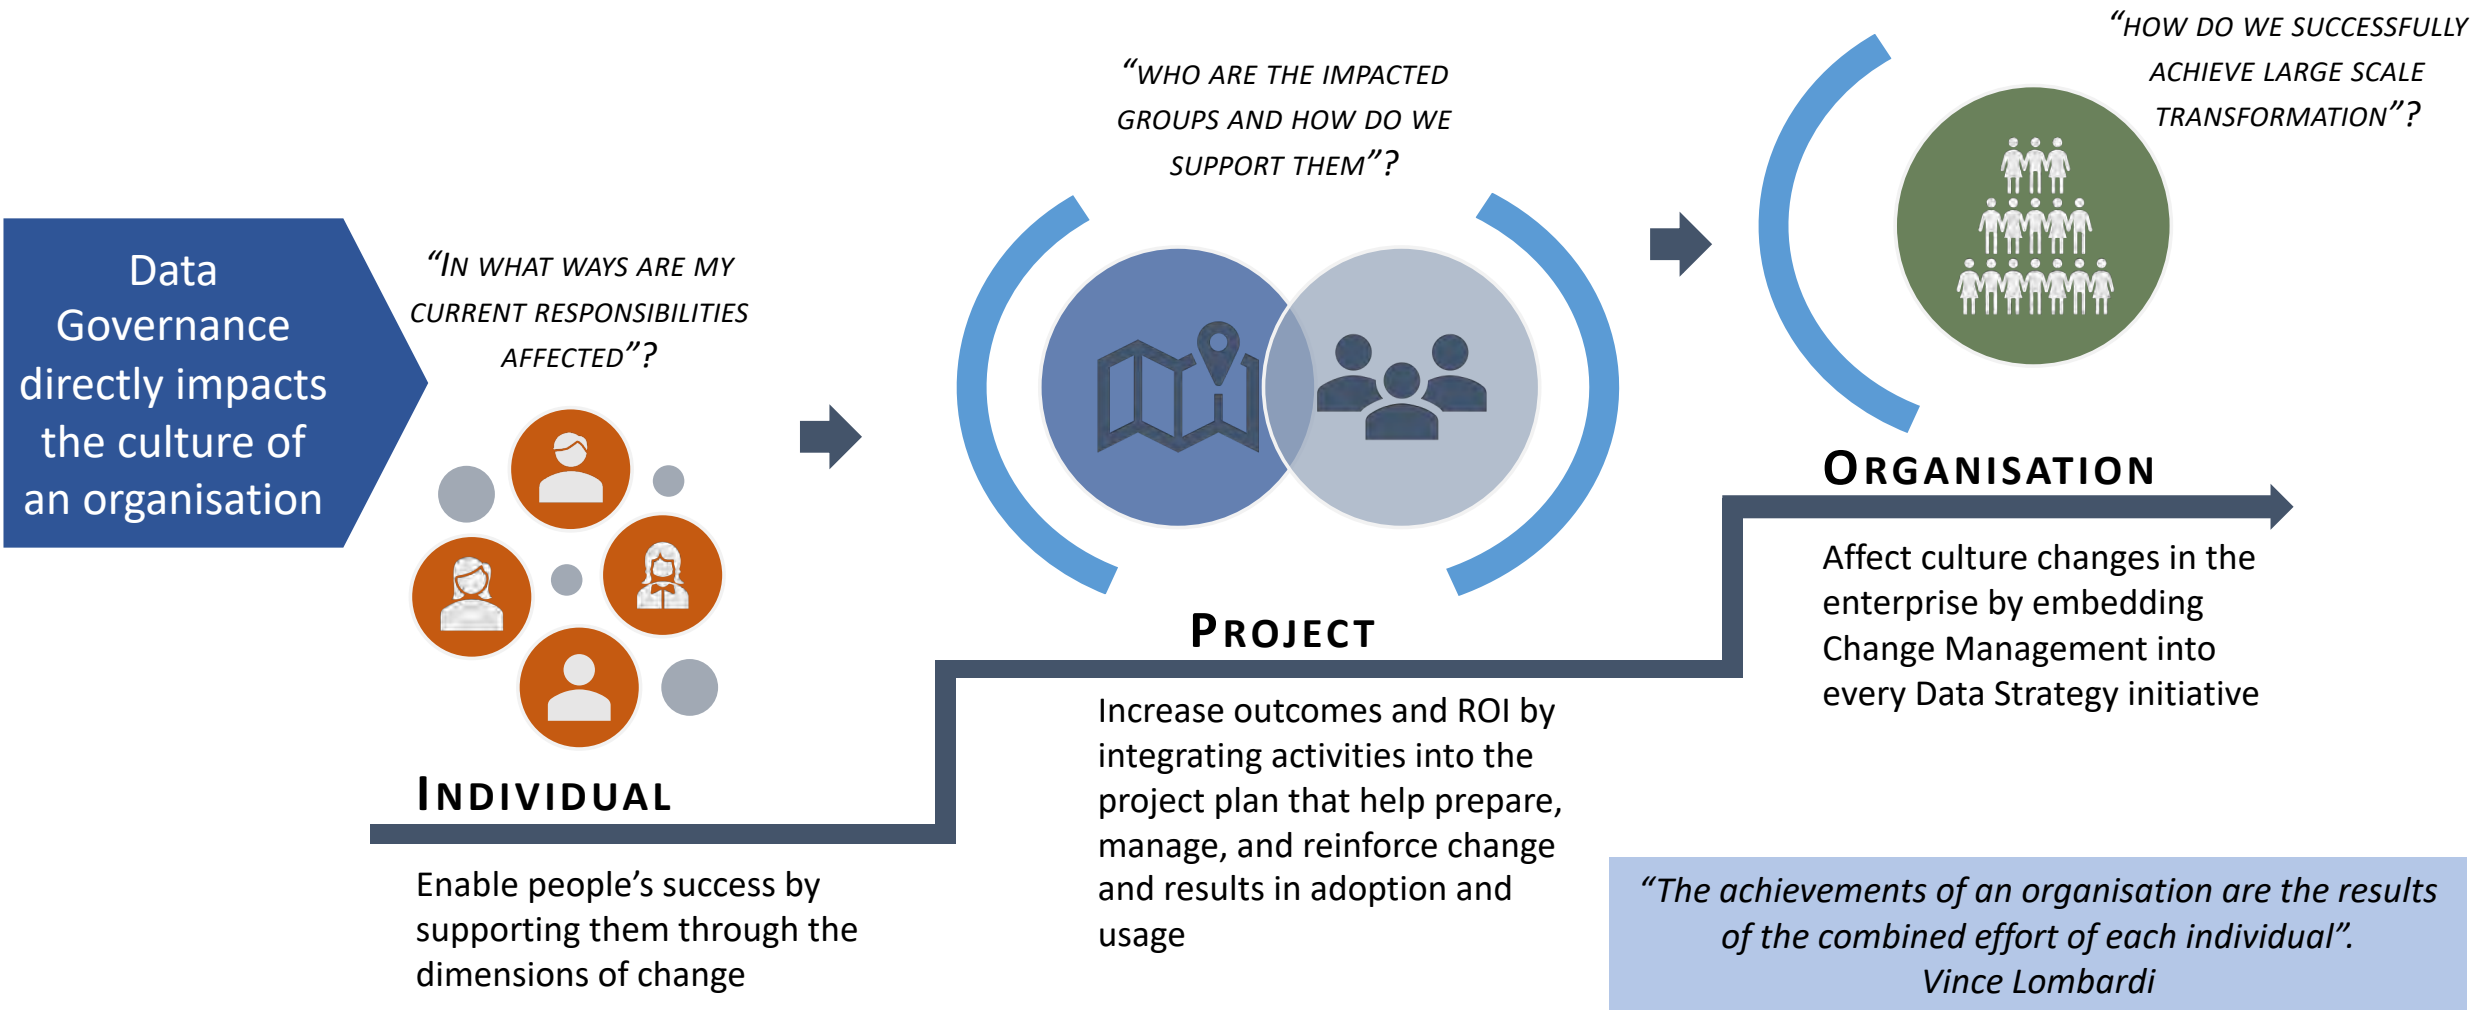 Data
Governance
directly impacts
the culture of
an organisation
“IN WHAT WAYS ARE MY
CURRENT RESPONSIBILITIES
AFFECTED”?
INDIVIDUAL
Enable people’s success by
supporting them through the
dimensions of change
“WHO ARE THE IMPACTED
GROUPS AND HOW DO WE
SUPPORT THEM”?
PROJECT
Increase outcomes and ROI by
integrating activities into the
project plan that help prepare,
manage, and reinforce change
and results in adoption and
usage
“HOW DO WE SUCCESSFULLY
ACHIEVE LARGE SCALE
TRANSFORMATION”?
ORGANISATION
Affect culture changes in the
enterprise by embedding
Change Management into
every Data Strategy initiative
“The achievements of an organisation are the results
of the combined effort of each individual”.
Vince Lombardi